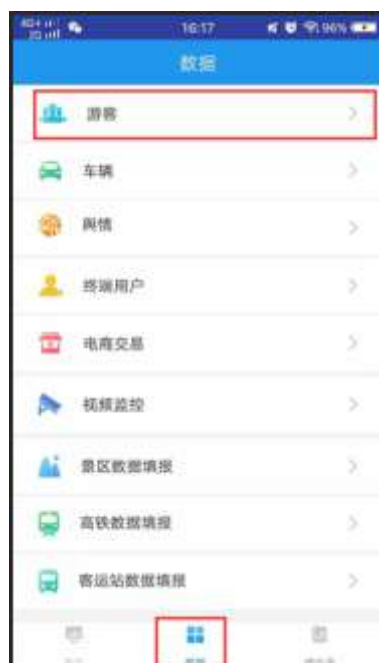 16:17 96%
数据
游客
车辆
舆情
终端用户
电商交易
视频监控
景区数据填报
高铁数据填报
客运站数据填报